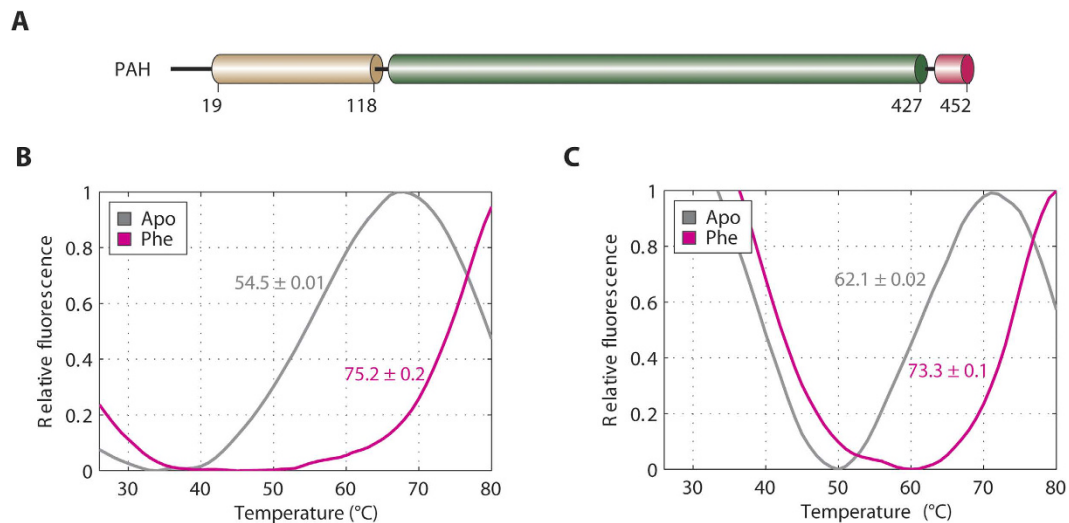 A
PAH
19 118 427 452
B
Relative fluorescence
1
0.8
0.6
0.4
0.2
0
Apo
Phe
54.5 ± 0.01
75.2 ± 0.2
30 40 50 60 70 80
Temperature (°C)
C
Relative fluorescence
1
0.8
0.6
0.4
0.2
0
Apo
Phe
62.1 ± 0.02
73.3 ± 0.1
30 40 50 60 70 80
Temperature (°C)